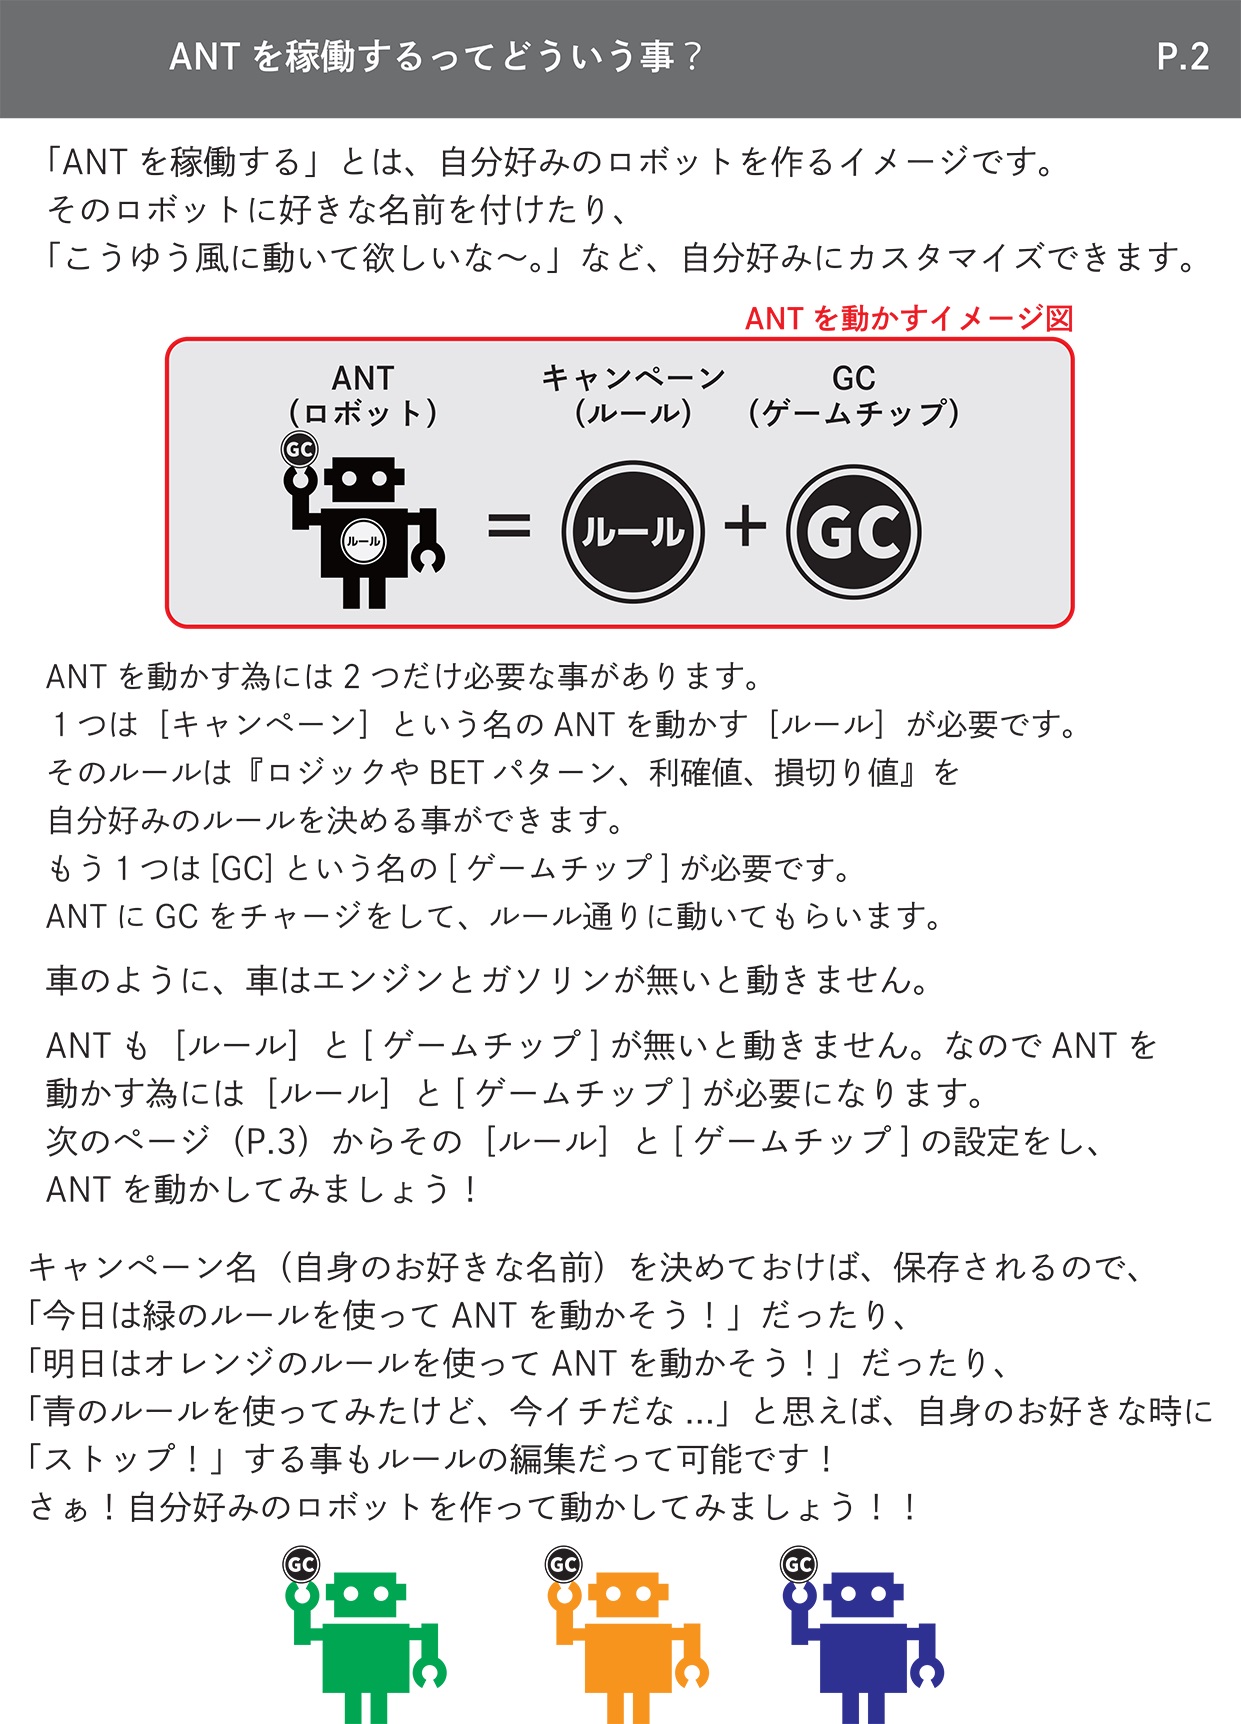 ANT を稼働するってどういう事？
P.2
「ANT を稼働する」とは、自分好みのロボットを作るイメージです。
そのロボットに好きな名前を付けたり、
「こうゆう風に動いて欲しいな〜。」など、自分好みにカスタマイズできます。
ANT を動かすイメージ図
ANT
（ロボット）
キャンペーン
（ルール）
GC
（ゲームチップ）
GC
ルール
＝
ルール
＋
GC
ANT を動かす為には 2 つだけ必要な事があります。
１つは［キャンペーン］という名の ANT を動かす［ルール］が必要です。
そのルールは『ロジックや BET パターン、利確値、損切り値』を
自分好みのルールを決める事ができます。
もう 1 つは [GC] という名の [ ゲームチップ ] が必要です。
ANT に GC をチャージをして、ルール通りに動いてもらいます。
車のように、車はエンジンとガソリンが無いと動きません。
ANT も［ルール］と [ ゲームチップ ] が無いと動きません。なので ANT を
動かす為には［ルール］と [ ゲームチップ ] が必要になります。
次のページ（P.3）からその［ルール］と [ ゲームチップ ] の設定をし、
ANT を動かしてみましょう！
キャンペーン名（自身のお好きな名前）を決めておけば、保存されるので、
「今日は緑のルールを使って ANT を動かそう！」だったり、
「明日はオレンジのルールを使って ANT を動かそう！」だったり、
「青のルールを使ってみたけど、今イチだな ...」と思えば、自身のお好きな時に
「ストップ！」する事もルールの編集だって可能です！
さぁ！自分好みのロボットを作って動かしてみましょう！！
GC
GC
GC